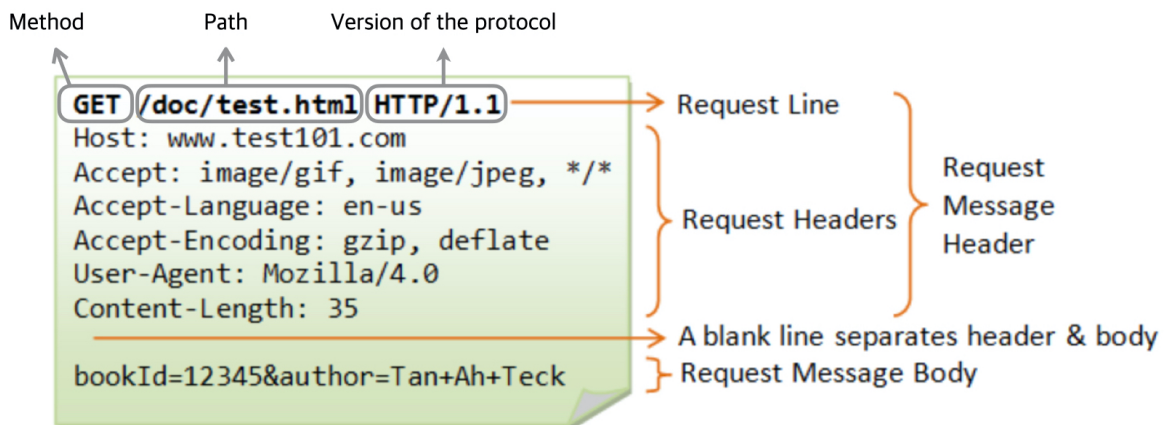 Method Path Version of the protocol
GET /doc/test.html HTTP/1.1 Request Line
Host: www.test101.com
Accept: image/gif, image/jpeg, */*
Accept-Language: en-us
Accept-Encoding: gzip, deflate
User-Agent: Mozilla/4.0
Content-Length: 35
Request Headers
Request
Message
Header
A blank line separates header & body
bookId=12345&author=Tan+Ah+Teck Request Message Body